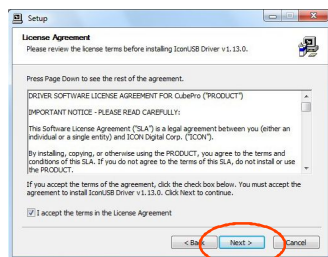 Setup
License Agreement
Please review the license terms before installing IconUSB Driver v1.13.0.
Press Page Down to see the rest of the agreement.
DRIVER SOFTWARE LICENSE AGREEMENT FOR CubePro ("PRODUCT")
IMPORTANT NOTICE - PLEASE READ CAREFULLY:
This Software License Agreement ("SLA") is a legal agreement between you (either an
individual or a single entity) and ICON Digital Corp. ("ICON").
By installing, copying, or otherwise using the PRODUCT, you agree to the terms and
conditions of this SLA. If you do not agree to the terms of this SLA, do not install or use
the PRODUCT.
If you accept the terms of the agreement, click the check box below. You must accept the
agreement to install IconUSB Driver v1.13.0. Click Next to continue.
I accept the terms in the License Agreement
< Back Next > Cancel